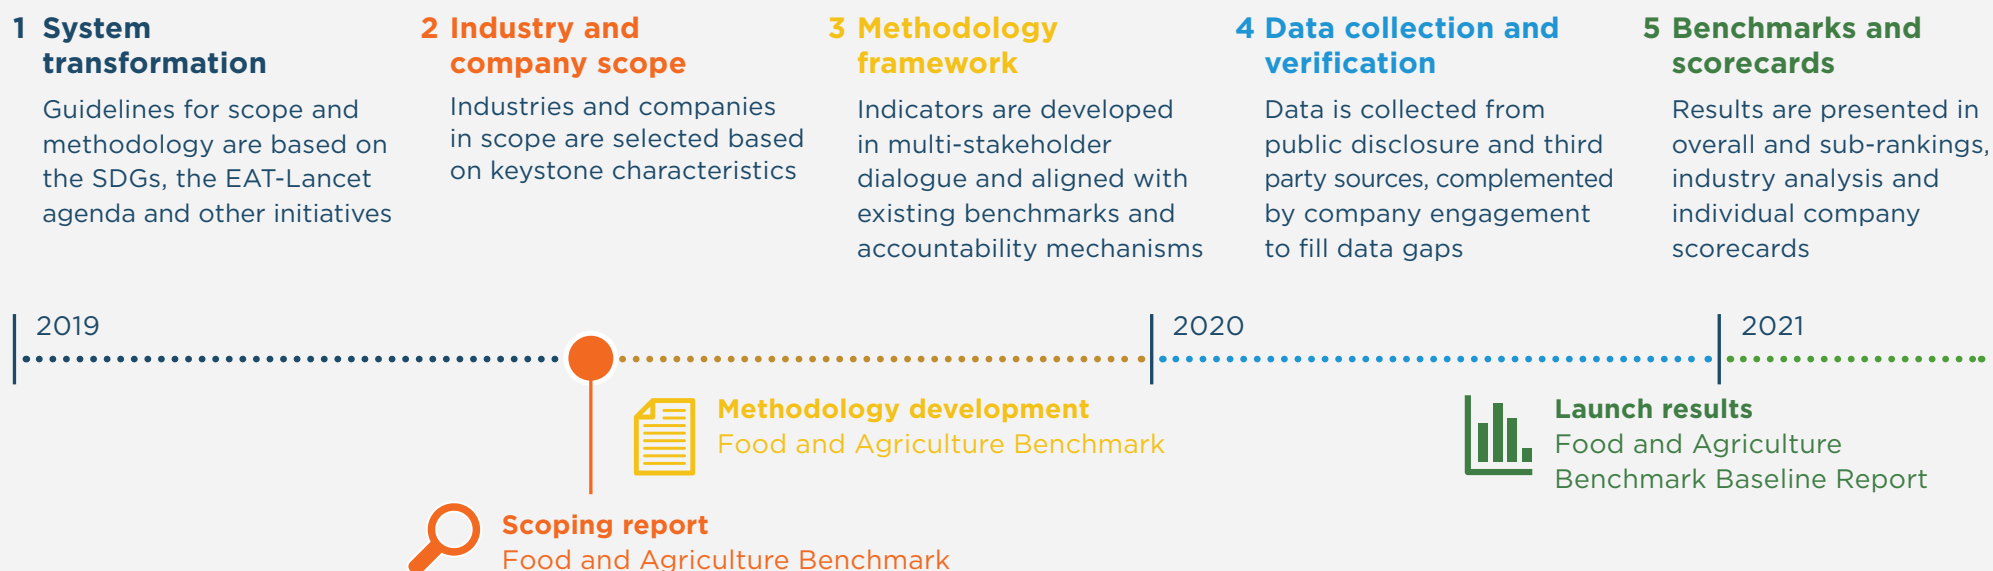 1 System
transformation
Guidelines for scope and
methodology are based on
the SDGs, the EAT-Lancet
agenda and other initiatives
2 Industry and
company scope
Industries and companies
in scope are selected based
on keystone characteristics
3 Methodology
framework
Indicators are developed
in multi-stakeholder
dialogue and aligned with
existing benchmarks and
accountability mechanisms
4 Data collection and
verification
Data is collected from
public disclosure and third
party sources, complemented
by company engagement
to fill data gaps
5 Benchmarks and
scorecards
Results are presented in
overall and sub-rankings,
industry analysis and
individual company
scorecards
2019
2020
2021
Methodology development
Food and Agriculture Benchmark
Launch results
Food and Agriculture
Benchmark Baseline Report
Scoping report
Food and Agriculture Benchmark